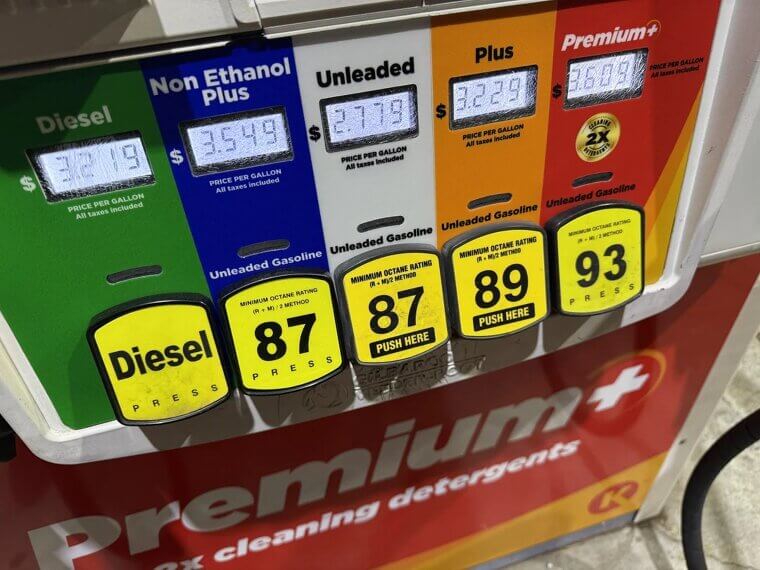 Diesel
$ 3.219
PRICE PER GALLON
All taxes included
Non Ethanol
Plus
$ 3.549
PRICE PER GALLON
All taxes included
Unleaded
$ 2.779
PRICE PER GALLON
All taxes included
Plus
$ 3.229
PRICE PER GALLON
All taxes included
Premium+
$ 3.609
PRICE PER GALLON
All taxes included
CLEANING
2X
DETERGENTS
Unleaded Gasoline
Unleaded Gasoline
Unleaded Gasoline
Unleaded Gasoline
Diesel
PRESS
MINIMUM OCTANE RATING
(R + M) / 2 METHOD
87
PRESS
MINIMUM OCTANE RATING
(R + M)/2 METHOD
87
PUSH HERE
MINIMUM OCTANE RATING
(R + M)/2 METHOD
89
PUSH HERE
MINIMUM OCTANE RATING
(R + M) / 2 METHOD
93
PRESS
Premium+
2x cleaning detergents
K